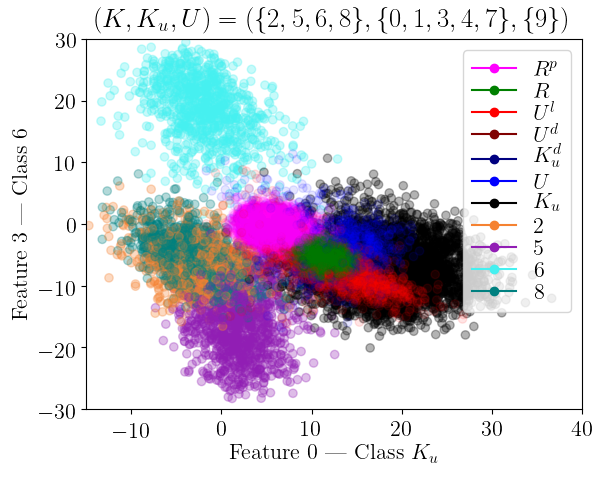 (K, K_u, U) = ({2, 5, 6, 8}, {0, 1, 3, 4, 7}, {9})
Feature 3 — Class 6
30
20
10
0
−10
−20
−30
R^p
R
U^l
U^d
K_u^d
U
K_u
2
5
6
8
−10 0 10 20 30 40
Feature 0 — Class K_u